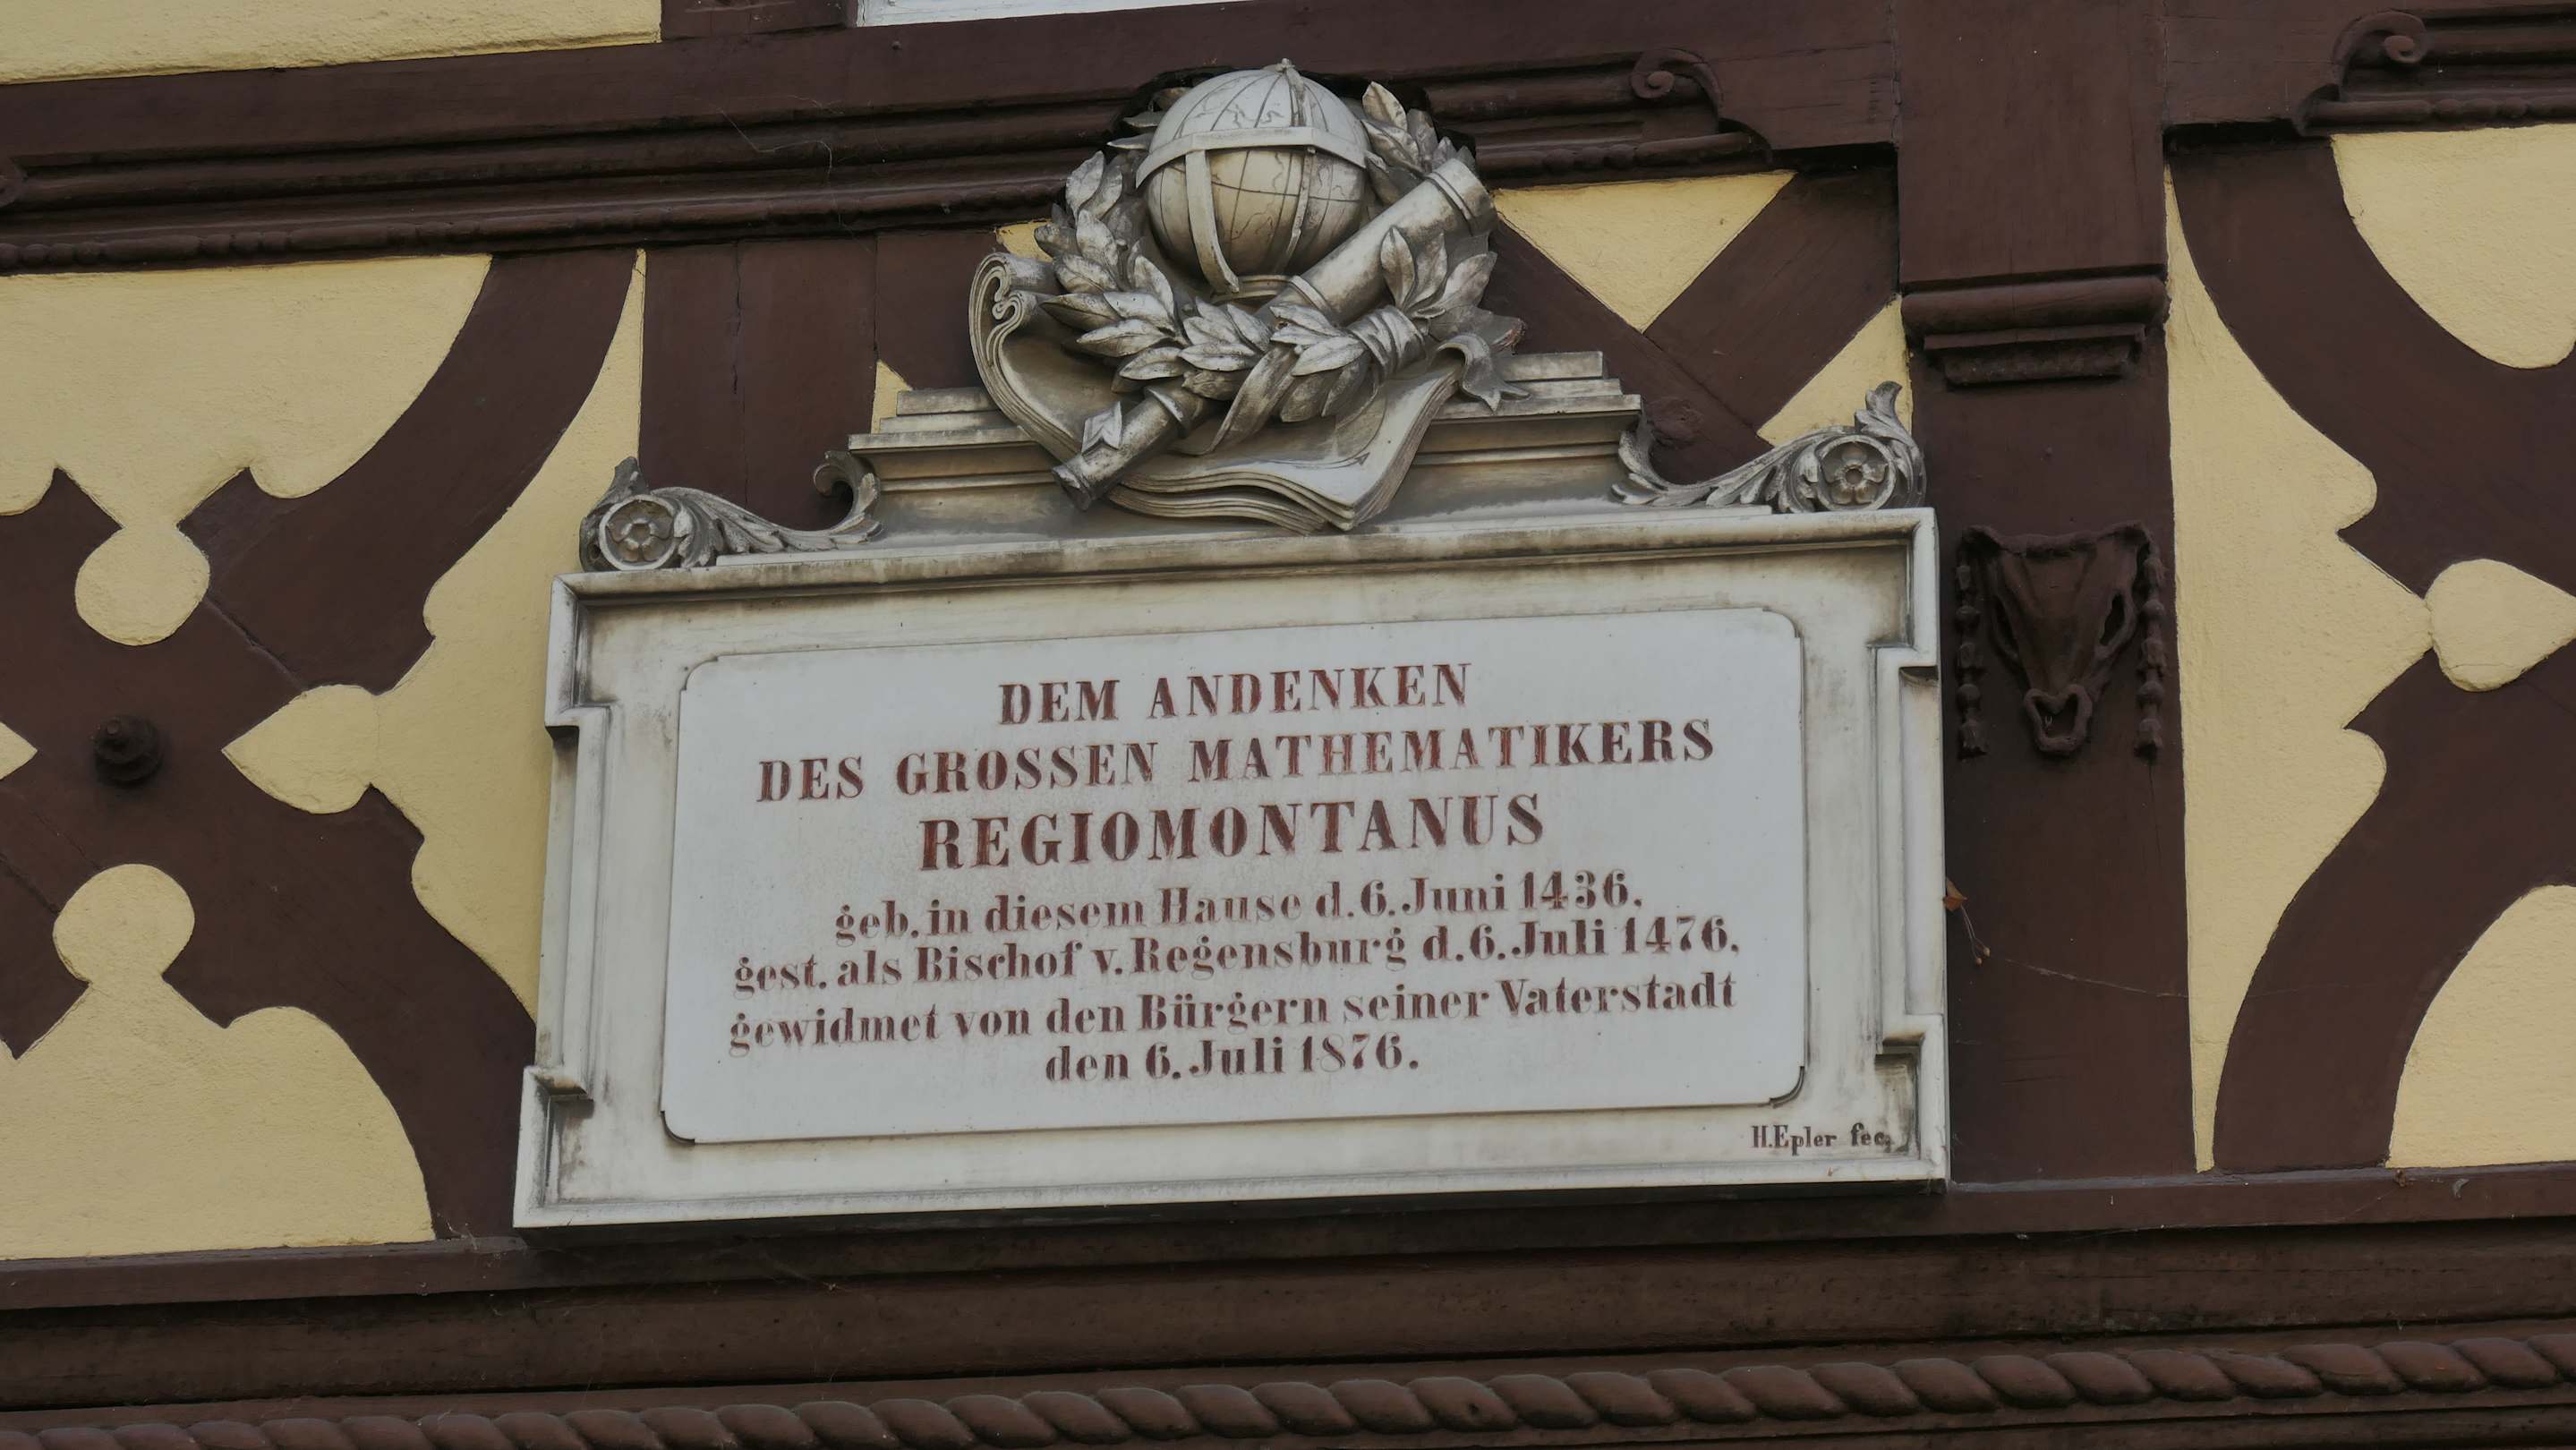 DEM ANDENKEN
DES GROSSEN MATHEMATIKERS
REGIOMONTANUS
geb. in diesem Hause d. 6. Juni 1436.
gest. als Bischof v. Regensburg d. 6. Juli 1476.
gewidmet von den Bürgern seiner Vaterstadt
den 6. Juli 1876.
H. Epler fec.